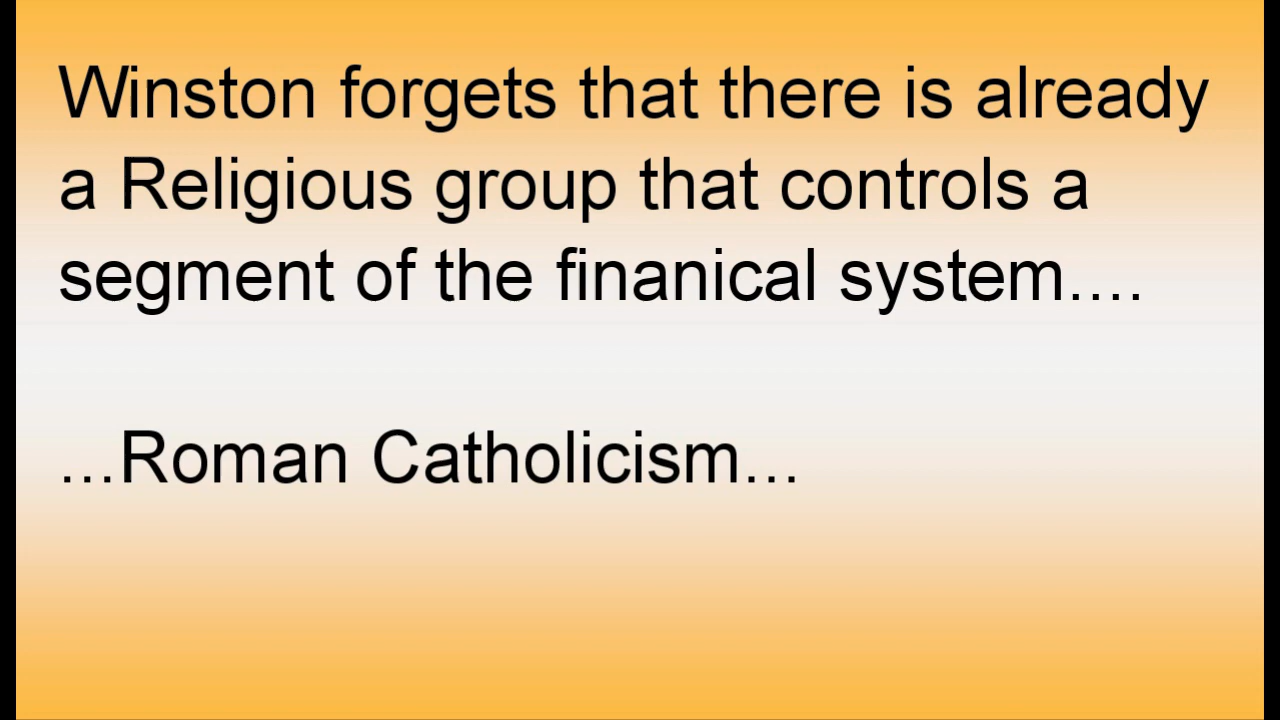 Winston forgets that there is already
a Religious group that controls a
segment of the finanical system....
...Roman Catholicism...